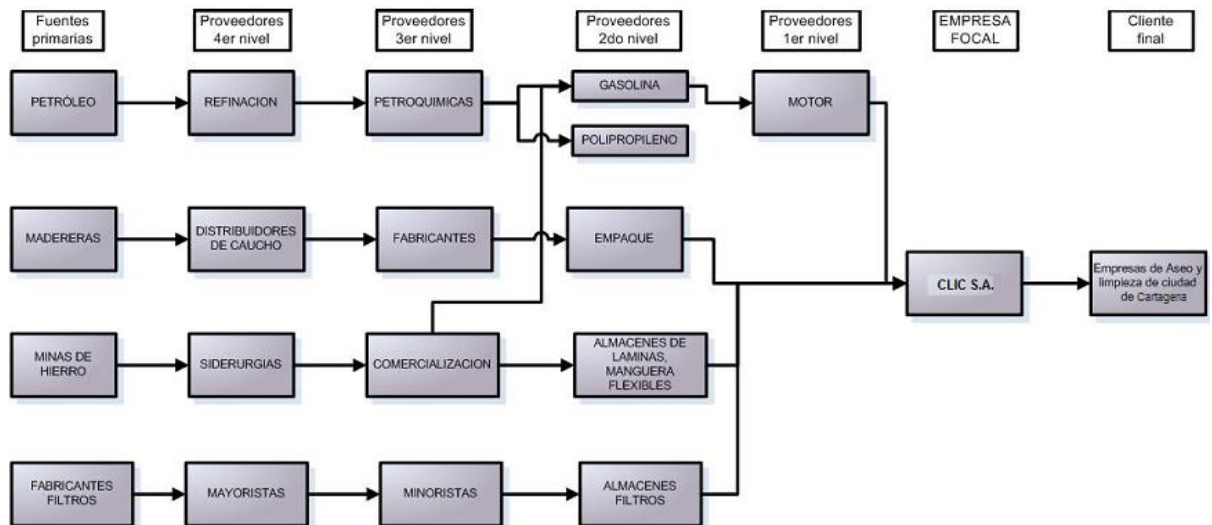 Fuentes
primarias
Proveedores
4er nivel
Proveedores
3er nivel
Proveedores
2do nivel
Proveedores
1er nivel
EMPRESA
FOCAL
Cliente
final
PETRÓLEO
REFINACION
PETROQUIMICAS
GASOLINA
POLIPROPILENO
MOTOR
MADERERAS
DISTRIBUIDORES
DE CAUCHO
FABRICANTES
EMPAQUE
CLIC S.A.
Empresas de Aseo y
limpieza de ciudad
de Cartagena
MINAS DE
HIERRO
SIDERURGIAS
COMERCIALIZACION
ALMACENES DE
LAMINAS,
MANGUERA
FLEXIBLES
FABRICANTES
FILTROS
MAYORISTAS
MINORISTAS
ALMACENES
FILTROS